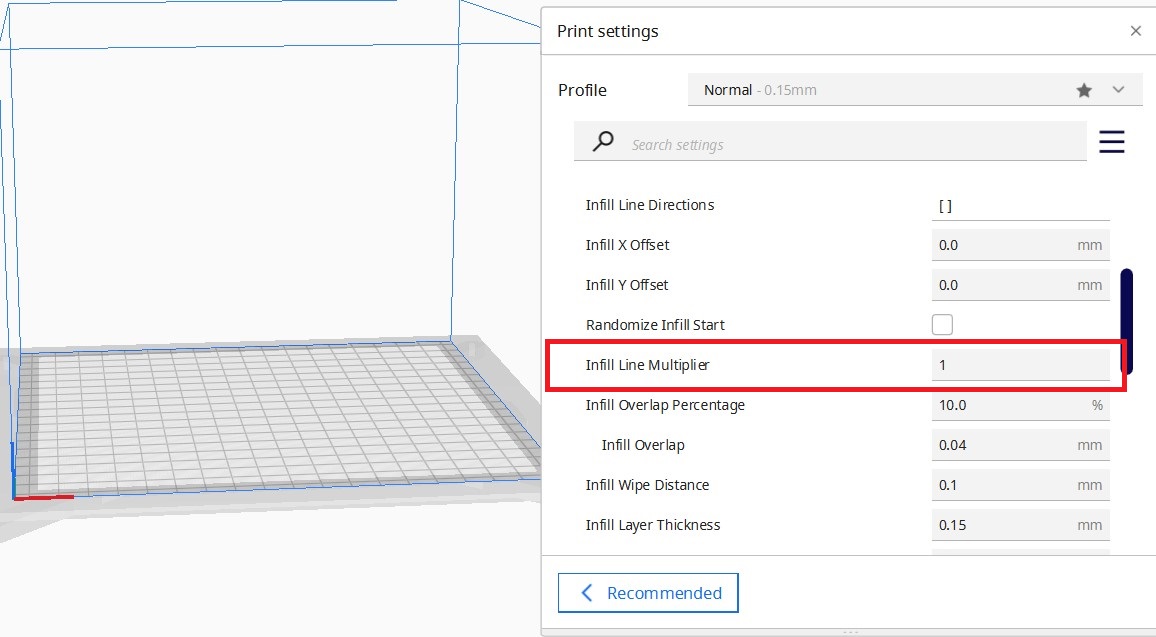 Print settings
Profile
Normal - 0.15mm
Search settings
Infill Line Directions
[ ]
Infill X Offset
0.0 mm
Infill Y Offset
0.0 mm
Randomize Infill Start
Infill Line Multiplier
1
Infill Overlap Percentage
10.0 %
Infill Overlap
0.04 mm
Infill Wipe Distance
0.1 mm
Infill Layer Thickness
0.15 mm
Recommended